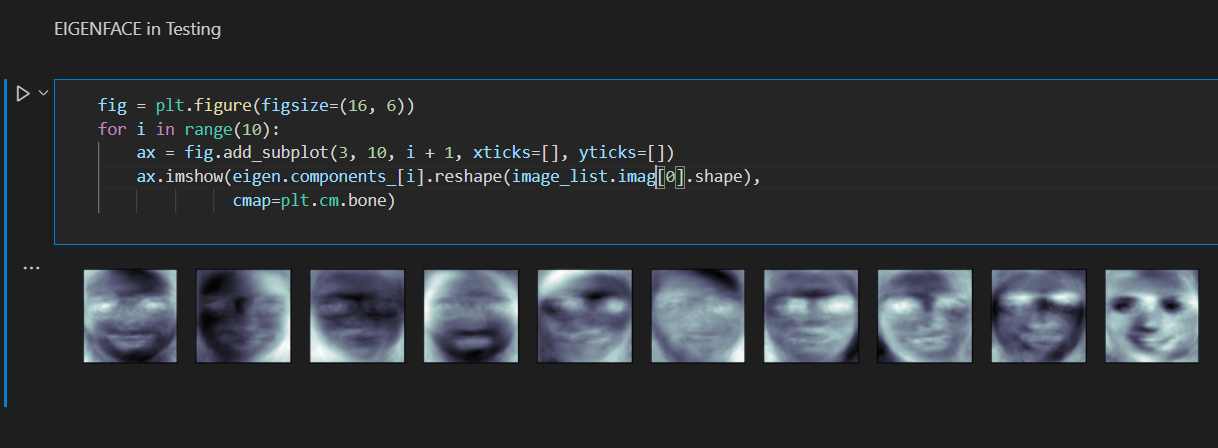 EIGENFACE in Testing
fig = plt.figure(figsize=(16, 6))
for i in range(10):
    ax = fig.add_subplot(3, 10, i + 1, xticks=[], yticks=[])
    ax.imshow(eigen.components_[i].reshape(image_list.imag[0].shape),
              cmap=plt.cm.bone)
...